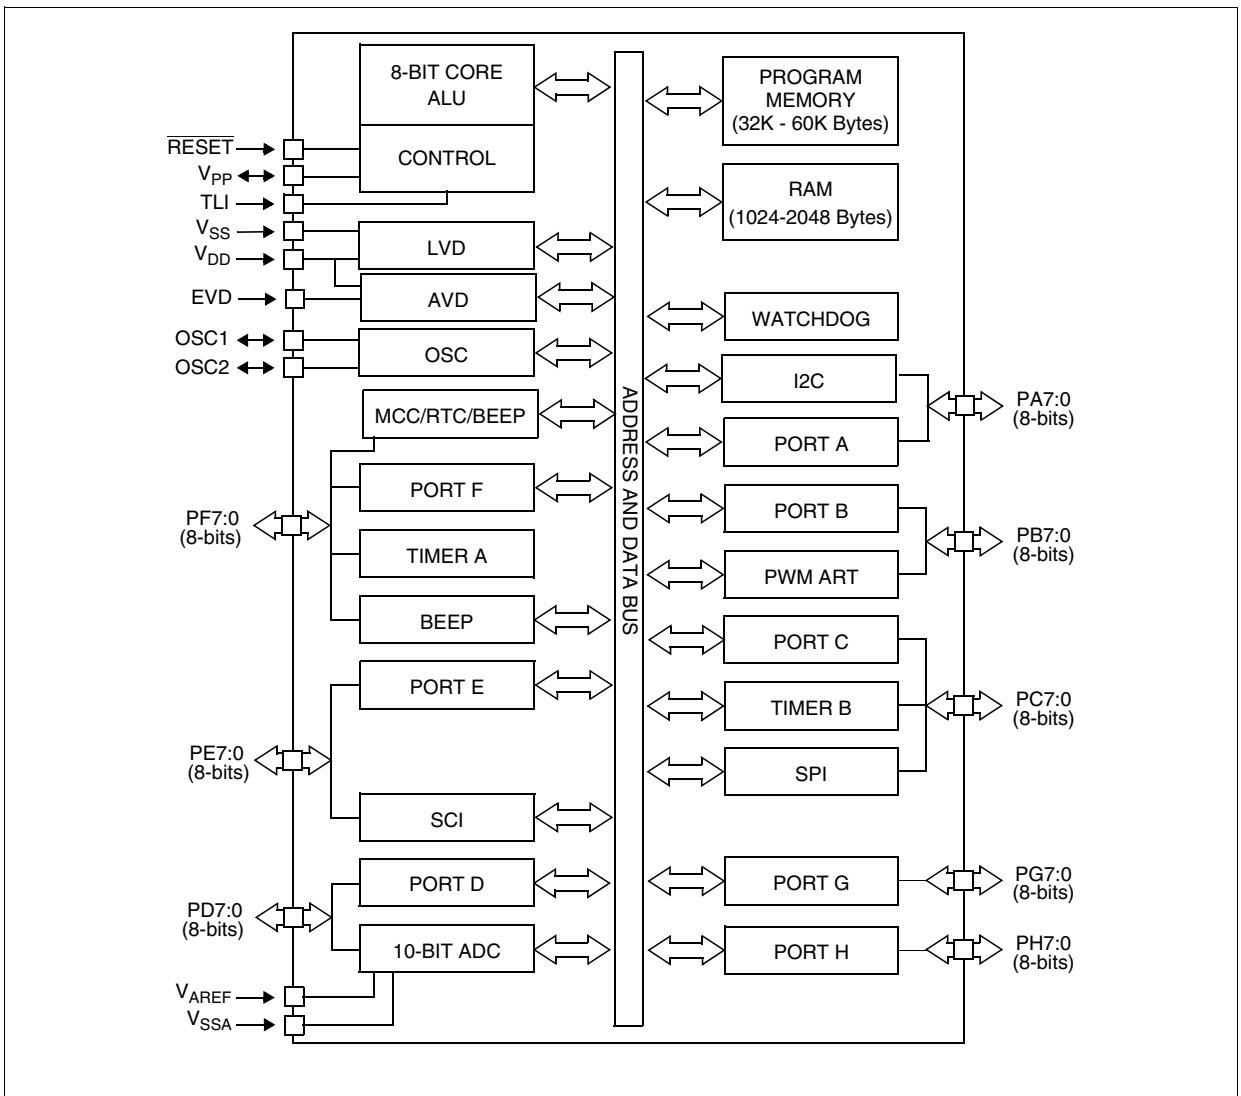 8-BIT CORE
ALU
CONTROL
RESET
VPP
TLI
VSS
VDD
EVD
OSC1
OSC2
LVD
AVD
OSC
MCC/RTC/BEEP
PORT F
TIMER A
BEEP
PF7:0
(8-bits)
PORT E
SCI
PE7:0
(8-bits)
PORT D
10-BIT ADC
PD7:0
(8-bits)
VAREF
VSSA
ADDRESS AND DATA BUS
PROGRAM
MEMORY
(32K - 60K Bytes)
RAM
(1024-2048 Bytes)
WATCHDOG
I2C
PORT A
PA7:0
(8-bits)
PORT B
PWM ART
PB7:0
(8-bits)
PORT C
TIMER B
SPI
PC7:0
(8-bits)
PORT G
PG7:0
(8-bits)
PORT H
PH7:0
(8-bits)